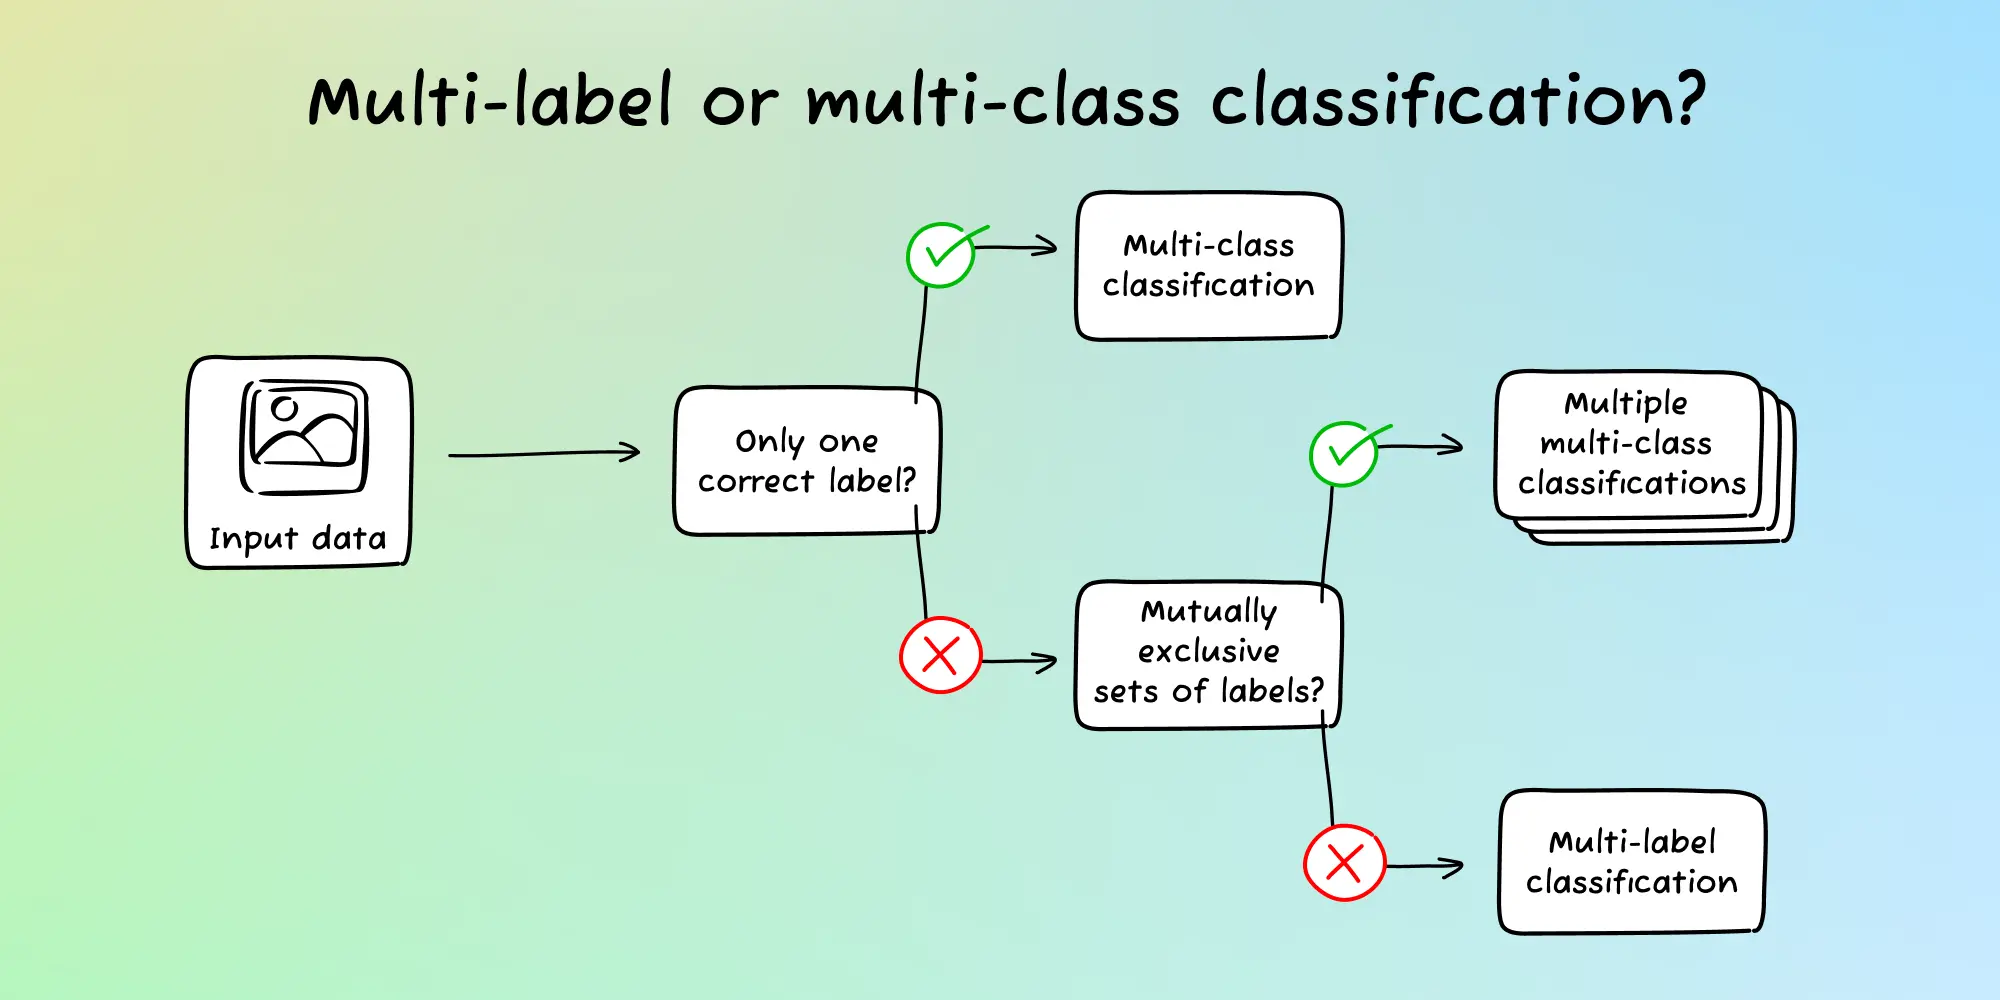 Multi-label or multi-class classification?
Multi-class
classification
Input data
Only one
correct label?
Multiple
multi-class
classifications
Mutually
exclusive
sets of labels?
Multi-label
classification